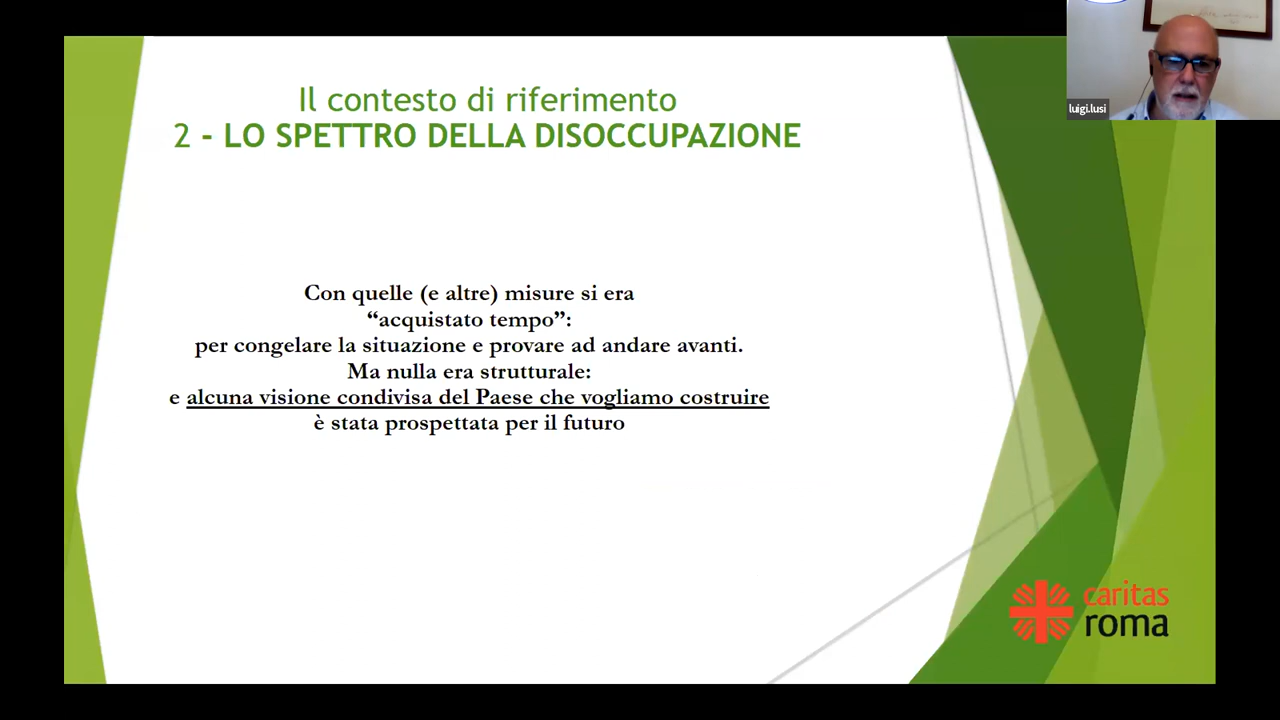 Il contesto di riferimento
2 - LO SPETTRO DELLA DISOCCUPAZIONE
Con quelle (e altre) misure si era
“acquistato tempo”:
per congelare la situazione e provare ad andare avanti.
Ma nulla era strutturale:
e alcuna visione condivisa del Paese che vogliamo costruire
è stata prospettata per il futuro
luigi.lusi
caritas
roma